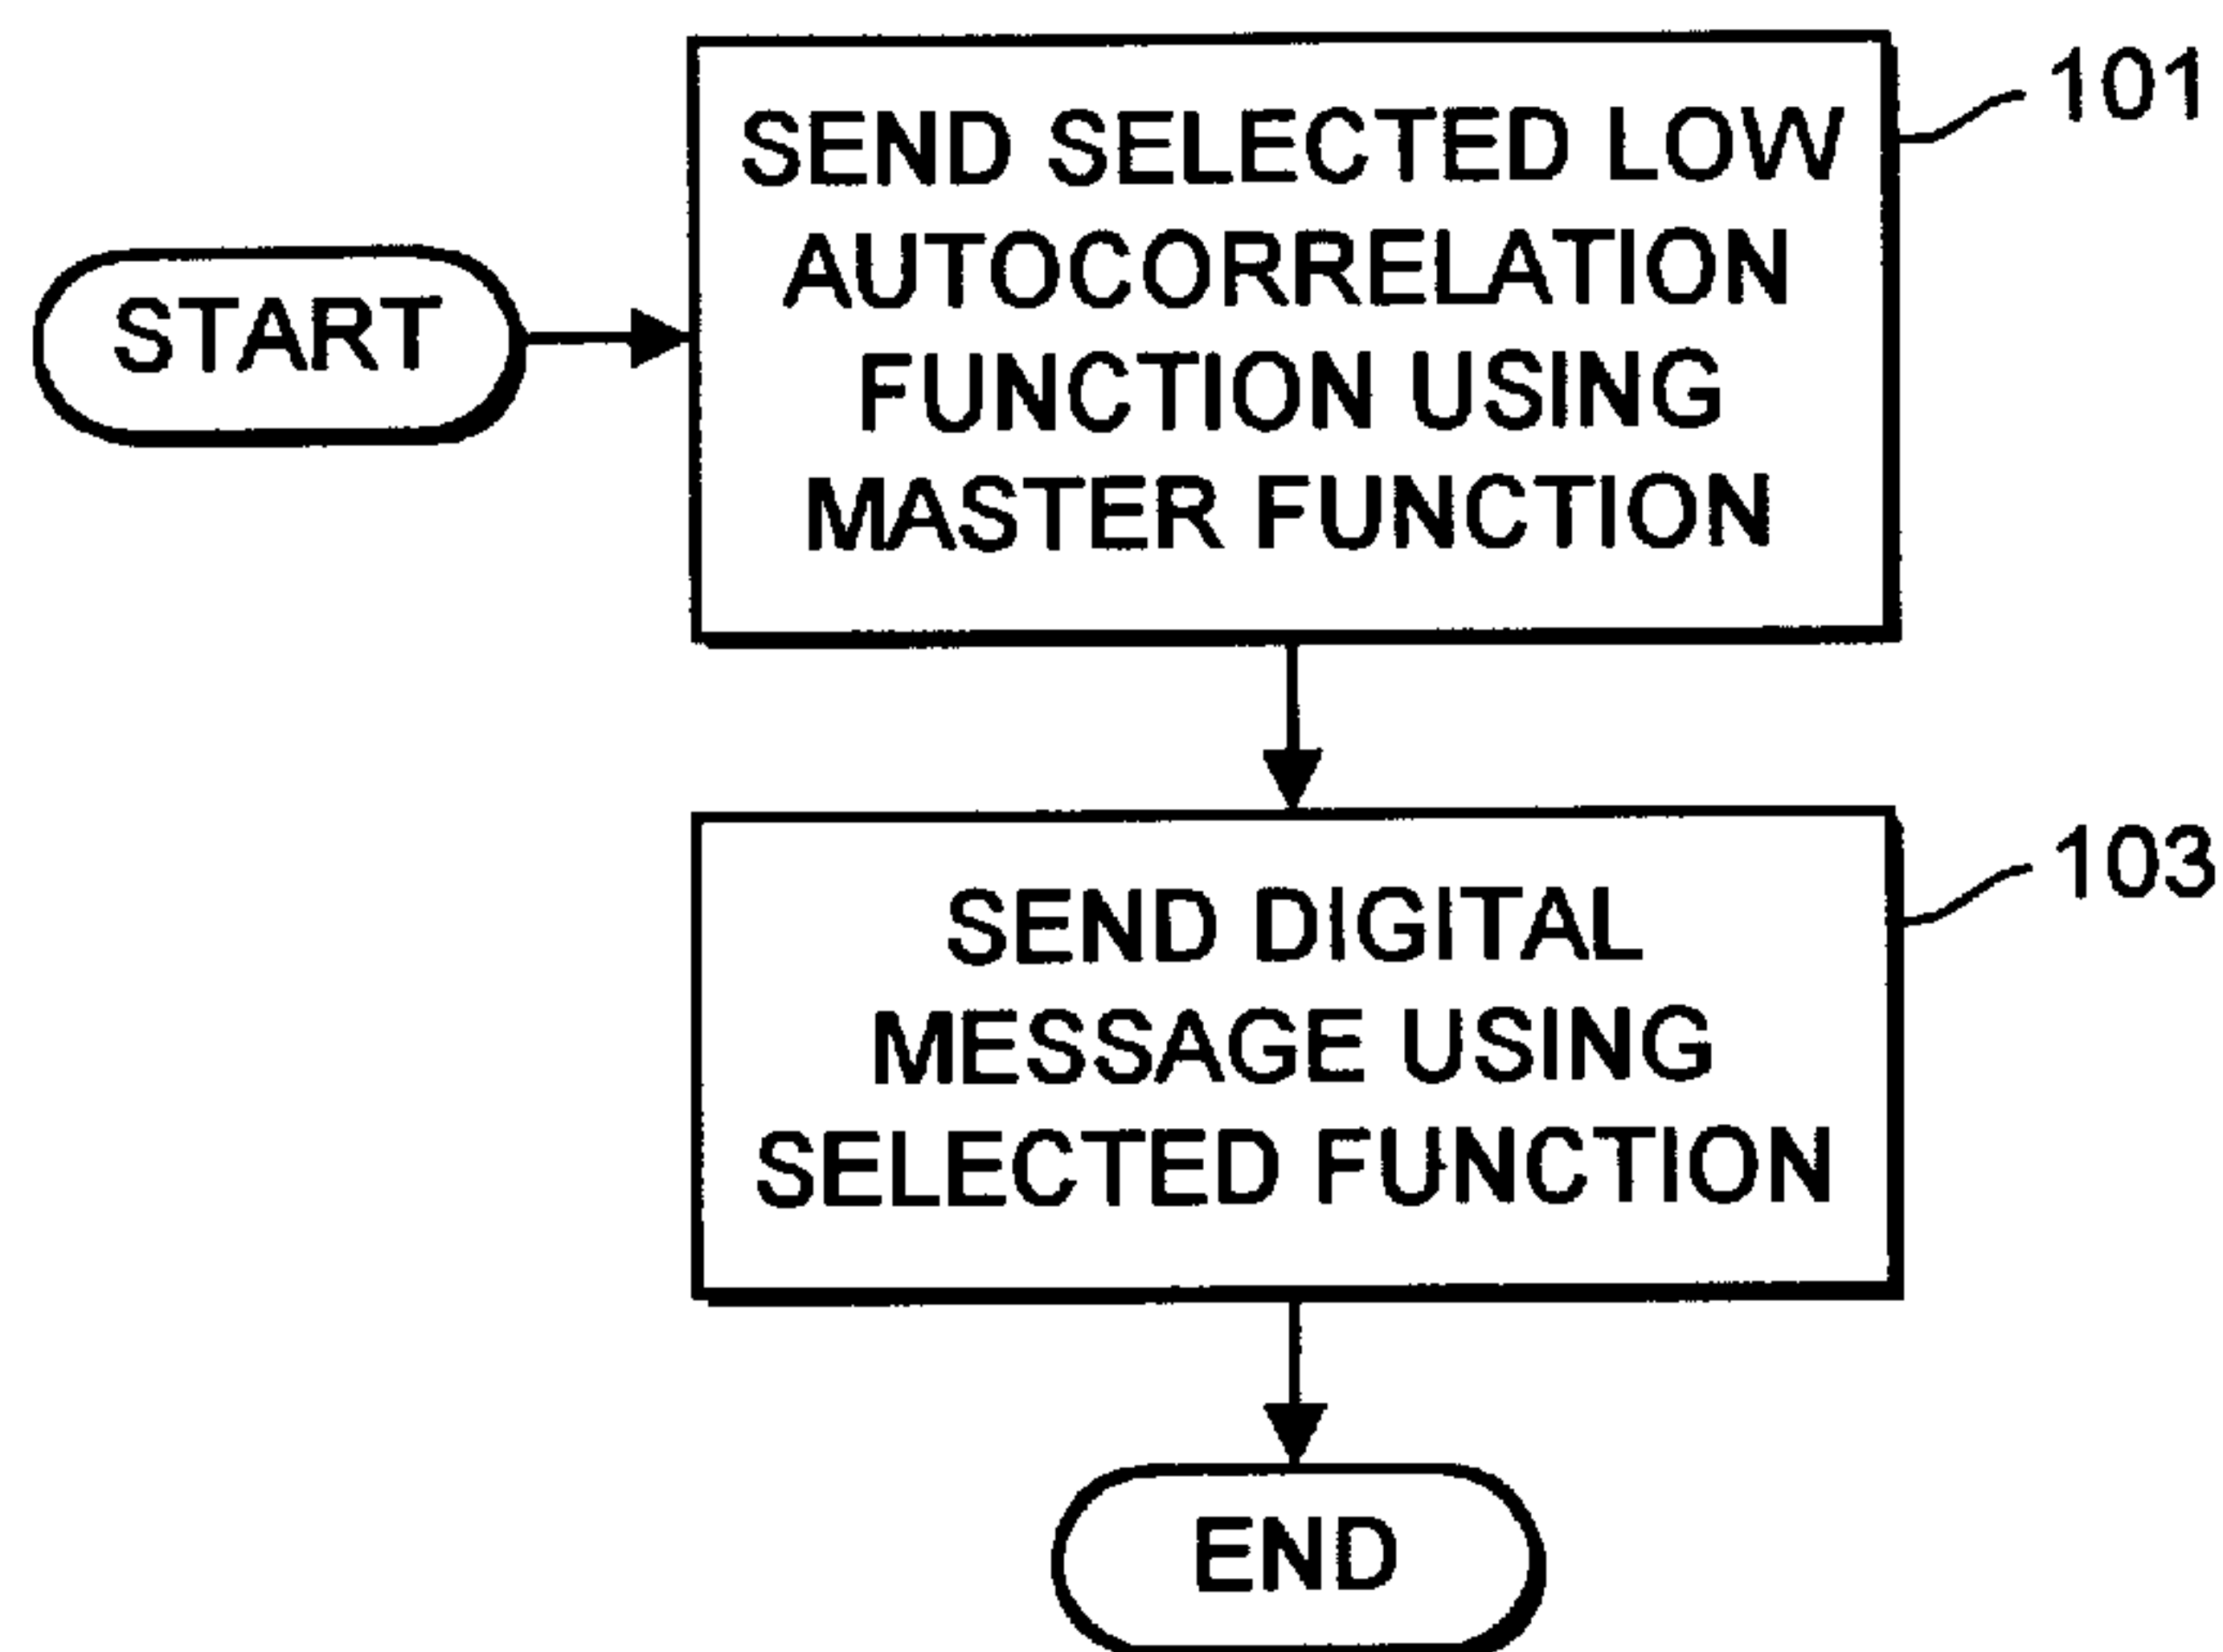 START
SEND SELECTED LOW
AUTOCORRELATION
FUNCTION USING
MASTER FUNCTION
101
SEND DIGITAL
MESSAGE USING
SELECTED FUNCTION
103
END